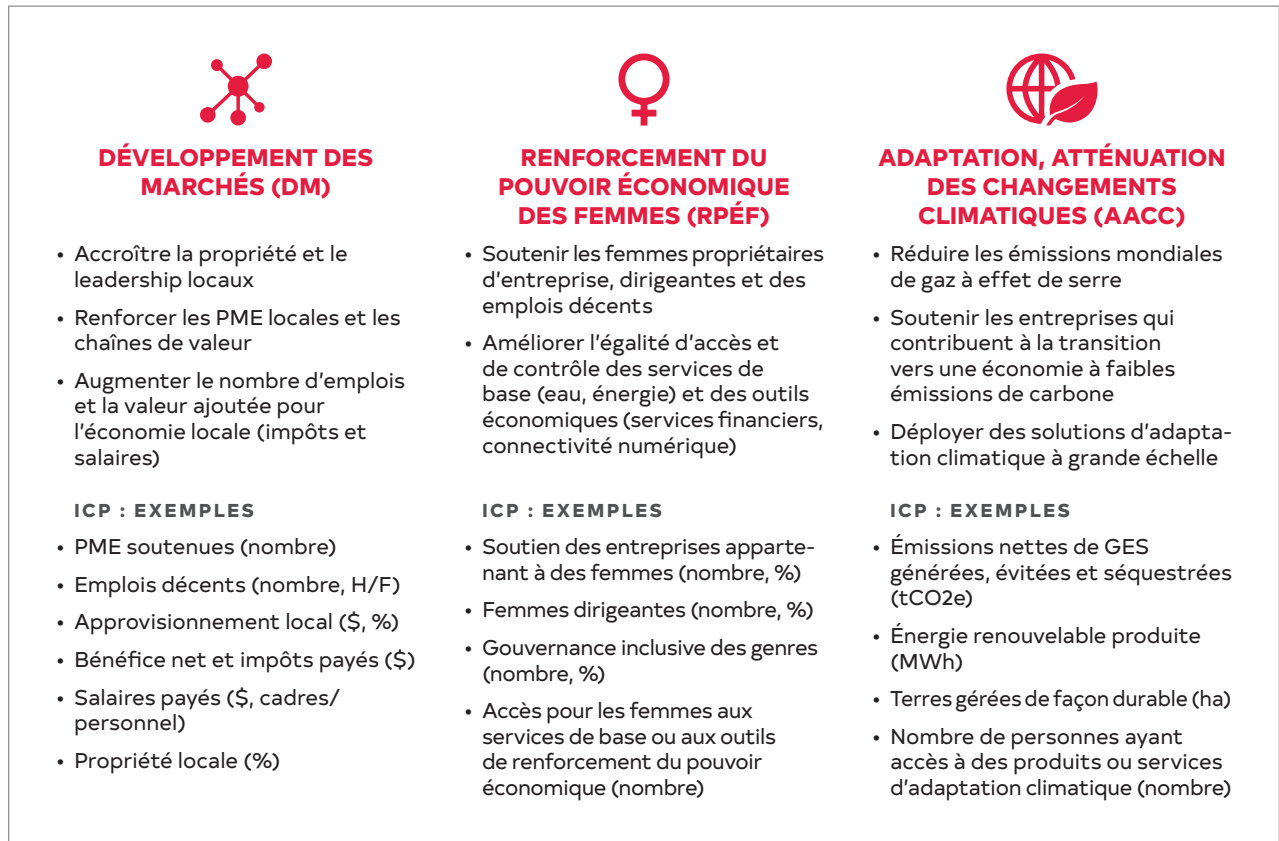 DÉVELOPPEMENT DES
MARCHÉS (DM)
• Accroître la propriété et le
leadership locaux
• Renforcer les PME locales et les
chaînes de valeur
• Augmenter le nombre d'emplois
et la valeur ajoutée pour
l'économie locale (impôts et
salaires)
ICP : EXEMPLES
• PME soutenues (nombre)
• Emplois décents (nombre, H/F)
• Approvisionnement local ($, %)
• Bénéfice net et impôts payés ($)
• Salaires payés ($, cadres/
personnel)
• Propriété locale (%)
RENFORCEMENT DU
POUVOIR ÉCONOMIQUE
DES FEMMES (RPÉF)
• Soutenir les femmes propriétaires
d'entreprise, dirigeantes et des
emplois décents
• Améliorer l'égalité d'accès et
de contrôle des services de
base (eau, énergie) et des outils
économiques (services financiers,
connectivité numérique)
ICP : EXEMPLES
• Soutien des entreprises apparte-
nant à des femmes (nombre, %)
• Femmes dirigeantes (nombre, %)
• Gouvernance inclusive des genres
(nombre, %)
• Accès pour les femmes aux
services de base ou aux outils
de renforcement du pouvoir
économique (nombre)
ADAPTATION, ATTÉNUATION
DES CHANGEMENTS
CLIMATIQUES (AACC)
• Réduire les émissions mondiales
de gaz à effet de serre
• Soutenir les entreprises qui
contribuent à la transition
vers une économie à faibles
émissions de carbone
• Déployer des solutions d'adapta-
tion climatique à grande échelle
ICP : EXEMPLES
• Émissions nettes de GES
générées, évitées et séquestrées
(tCO2e)
• Énergie renouvelable produite
(MWh)
• Terres gérées de façon durable (ha)
• Nombre de personnes ayant
accès à des produits ou services
d'adaptation climatique (nombre)